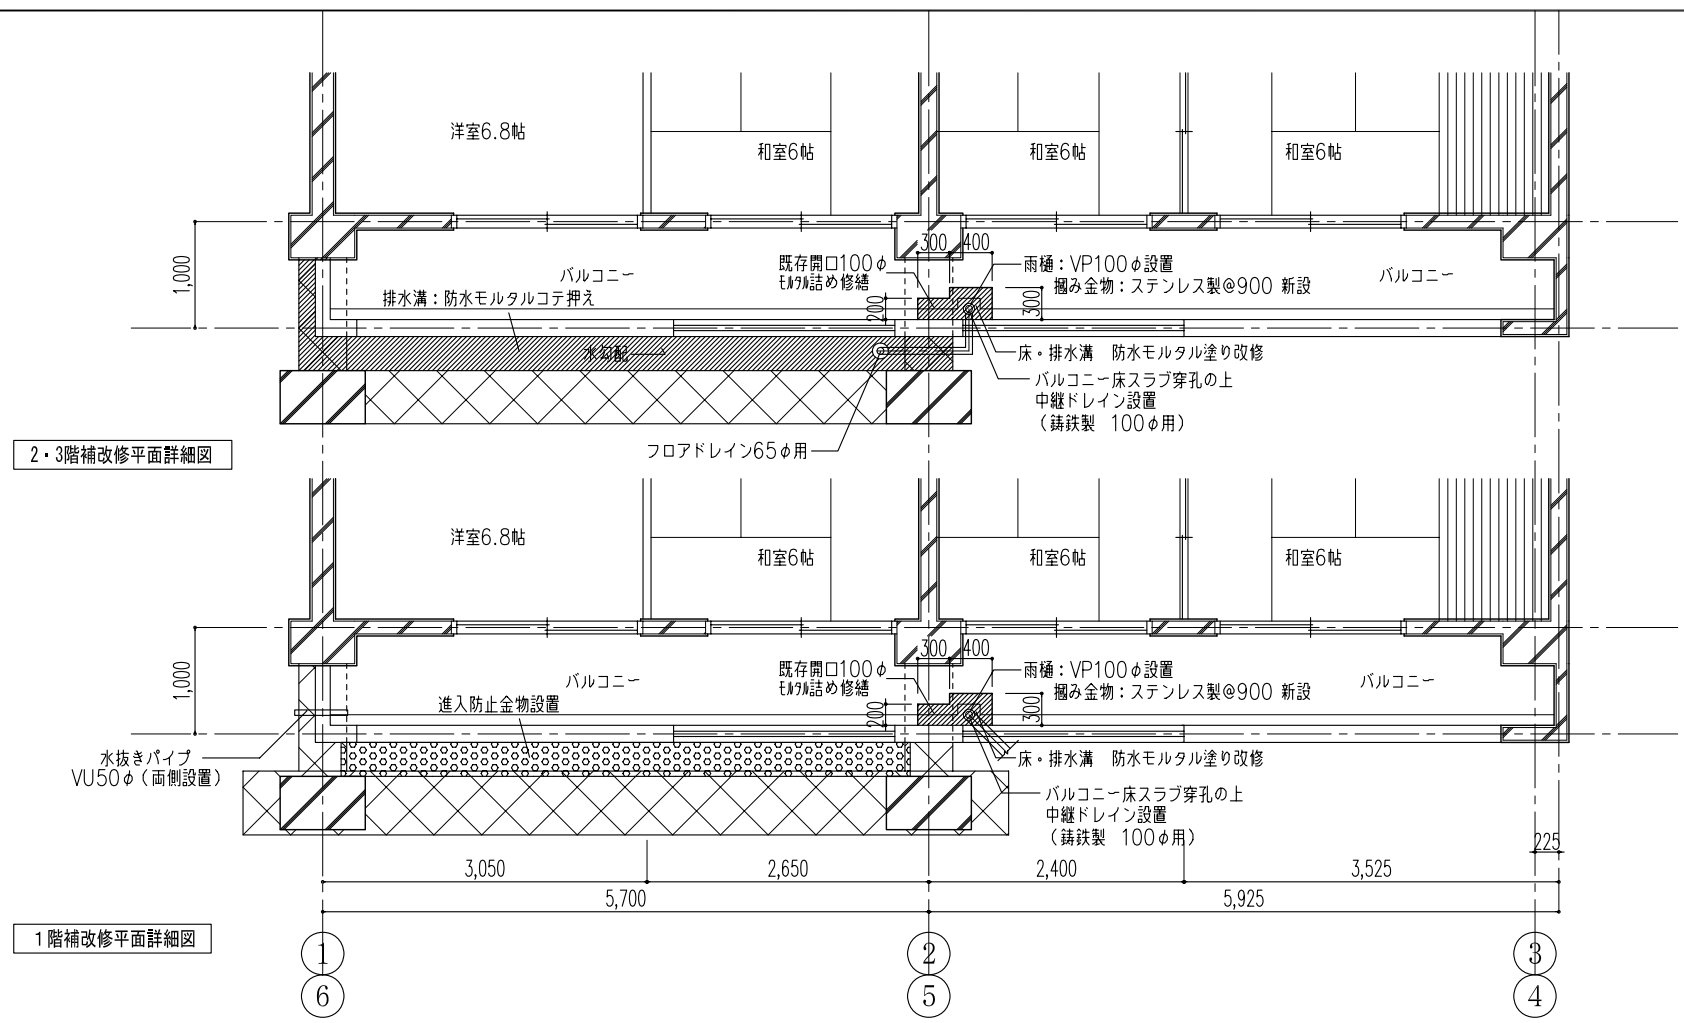 洋室6.8帖
和室6帖
和室6帖
和室6帖
1,000
バルコニー
排水溝：防水モルタルコテ押え
水勾配
既存開口100φ
ﾓﾙﾀﾙ詰め修繕
300
400
200
300
雨樋：VP100φ設置
掴み金物：ステンレス製@900 新設
バルコニー
床・排水溝 防水モルタル塗り改修
バルコニー床スラブ穿孔の上
中継ドレイン設置
（鋳鉄製 100φ用）
フロアドレイン65φ用
2・3階補改修平面詳細図
洋室6.8帖
和室6帖
和室6帖
和室6帖
1,000
バルコニー
進入防止金物設置
既存開口100φ
ﾓﾙﾀﾙ詰め修繕
300
400
200
300
雨樋：VP100φ設置
掴み金物：ステンレス製@900 新設
バルコニー
水抜きパイプ
VU50φ（両側設置）
床・排水溝 防水モルタル塗り改修
バルコニー床スラブ穿孔の上
中継ドレイン設置
（鋳鉄製 100φ用）
225
3,050
2,650
2,400
3,525
5,700
5,925
1階補改修平面詳細図
1
2
3
6
5
4